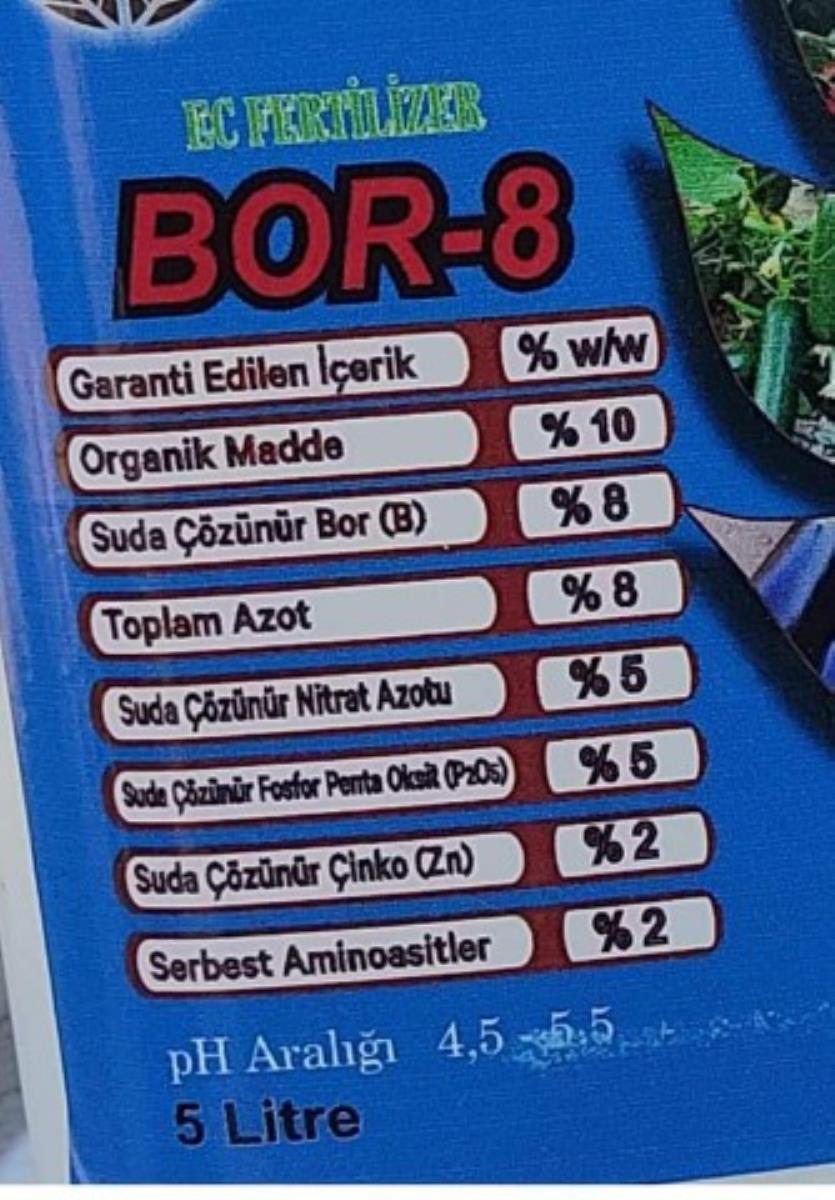 EC FERTİLİZER
BOR-8
Garanti Edilen İçerik % w/w
Organik Madde % 10
Suda Çözünür Bor (B) % 8
Toplam Azot % 8
Suda Çözünür Nitrat Azotu % 5
Suda Çözünür Fosfor Penta Oksit (P2O5) % 5
Suda Çözünür Çinko (Zn) % 2
Serbest Aminoasitler % 2
pH Aralığı 4,5 - 5,5
5 Litre